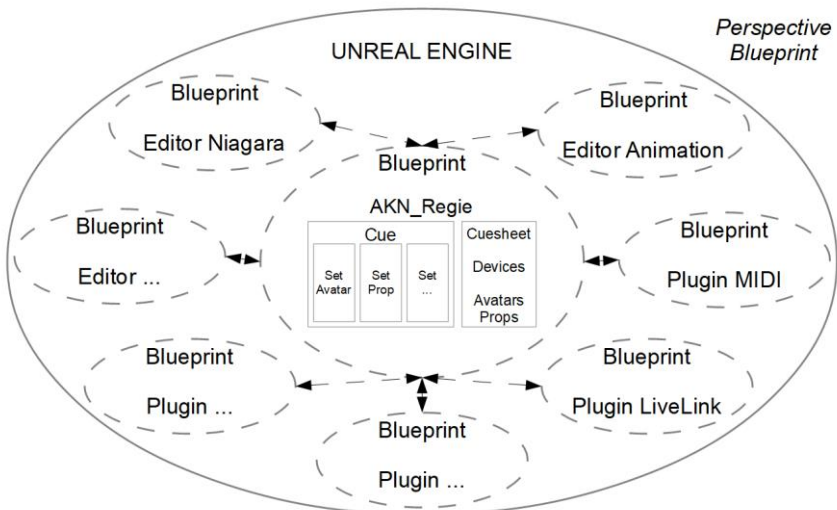 Perspective
Blueprint
UNREAL ENGINE
Blueprint
Editor Niagara
Blueprint
Editor Animation
Blueprint
AKN_Regie
Cue
Set
Avatar
Set
Prop
Set
...
Cuesheet
Devices
Avatars
Props
Blueprint
Editor ...
Blueprint
Plugin MIDI
Blueprint
Plugin ...
Blueprint
Plugin LiveLink
Blueprint
Plugin ...